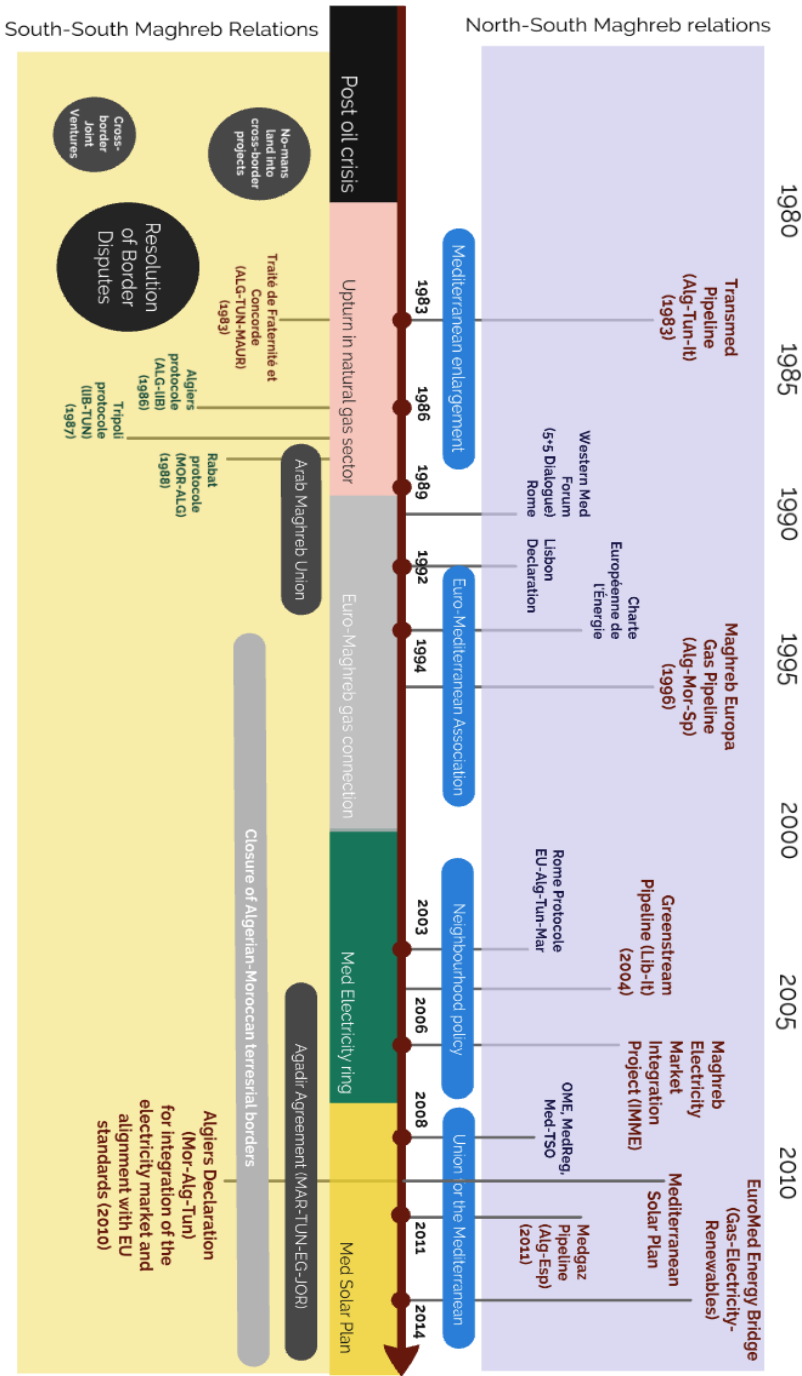 South-South Maghreb Relations
North-South Maghreb relations
1980
1985
1990
1995
2000
2005
2010
Transmed
Pipeline
(Alg-Tun-It)
(1983)
Western Med
Forum
(5+5 Dialogue)
Rome
Lisbon
Declaration
Charte
Européenne de
l'Énergie
Maghreb Europa
Gas Pipeline
(Alg-Mor-Sp)
(1996)
Rome Protocole
EU-Alg-Tun-Mar
Greenstream
Pipeline (Lib-It)
(2004)
Maghreb
Electricity
Market
Integration
Project (IMME)
OME, MedReg,
Med-TSO
Mediterranean
Solar Plan
Medgaz
Pipeline
(Alg-Esp)
(2011)
EuroMed Energy Bridge
(Gas-Electricity-
Renewables)
Mediterranean enlargement
Euro-Mediterranean Association
Neighbourhood policy
Union for the Mediterranean
1983
1986
1989
1992
1994
2003
2006
2008
2011
2014
Post oil crisis
Upturn in natural gas sector
Euro-Maghreb gas connection
Med Electricity ring
Med Solar Plan
No-mans
land into
cross-border
projects
Cross-
border
Joint
Ventures
Resolution
of Border
Disputes
Traité de Fraternité et
Concorde
(ALG-TUN-MAUR)
(1983)
Algiers
protocole
(ALG-lIB)
(1986)
Tripoli
protocole
(lIB-TUN)
(1987)
Rabat
protocole
(MOR-ALG)
(1988)
Arab Maghreb Union
Closure of Algerian-Moroccan terresrial borders
Agadir Agreement (MAR-TUN-EG-JOR)
Algiers Declaration
(Mor-Alg-Tun)
for integration of the
electricity market and
alignment with EU
standards (2010)